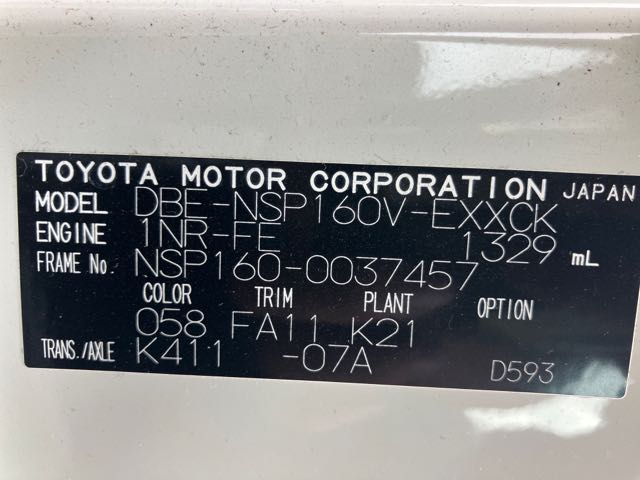 TOYOTA MOTOR CORPORATION JAPAN
MODEL DBE-NSP160V-EXXCK
ENGINE 1NR-FE 1329 mL
FRAME No. NSP160-0037457
COLOR TRIM PLANT OPTION
058 FA11 K21
TRANS./AXLE K411 -07A D593